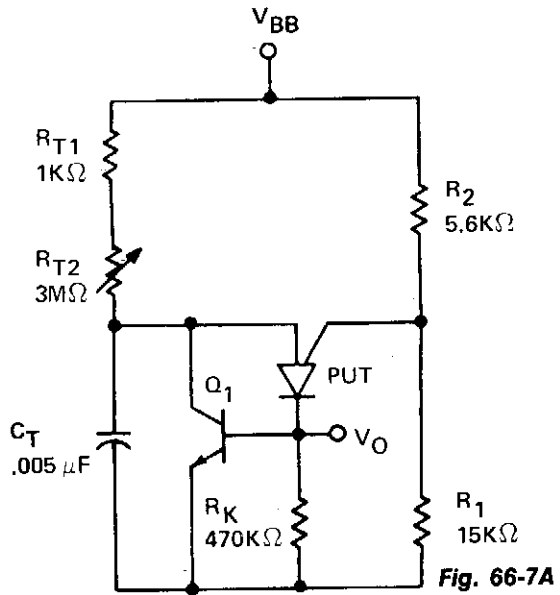 V_BB
R_T1
1KΩ
R_2
5.6KΩ
R_T2
3MΩ
PUT
Q_1
C_T
.005 μF
V_O
R_K
470KΩ
R_1
15KΩ
Fig. 66-7A